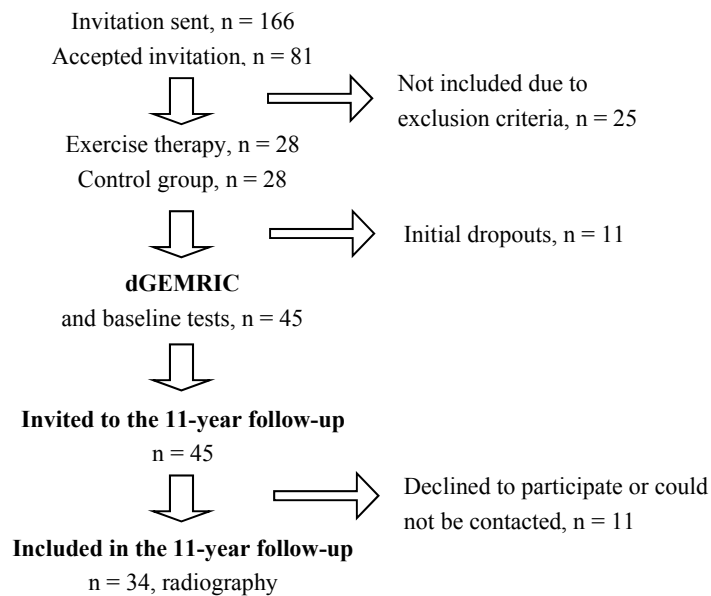 Invitation sent, n = 166
Accepted invitation, n = 81
Not included due to
exclusion criteria, n = 25
Exercise therapy, n = 28
Control group, n = 28
Initial dropouts, n = 11
dGEMRIC
and baseline tests, n = 45
Invited to the 11-year follow-up
n = 45
Declined to participate or could
not be contacted, n = 11
Included in the 11-year follow-up
n = 34, radiography